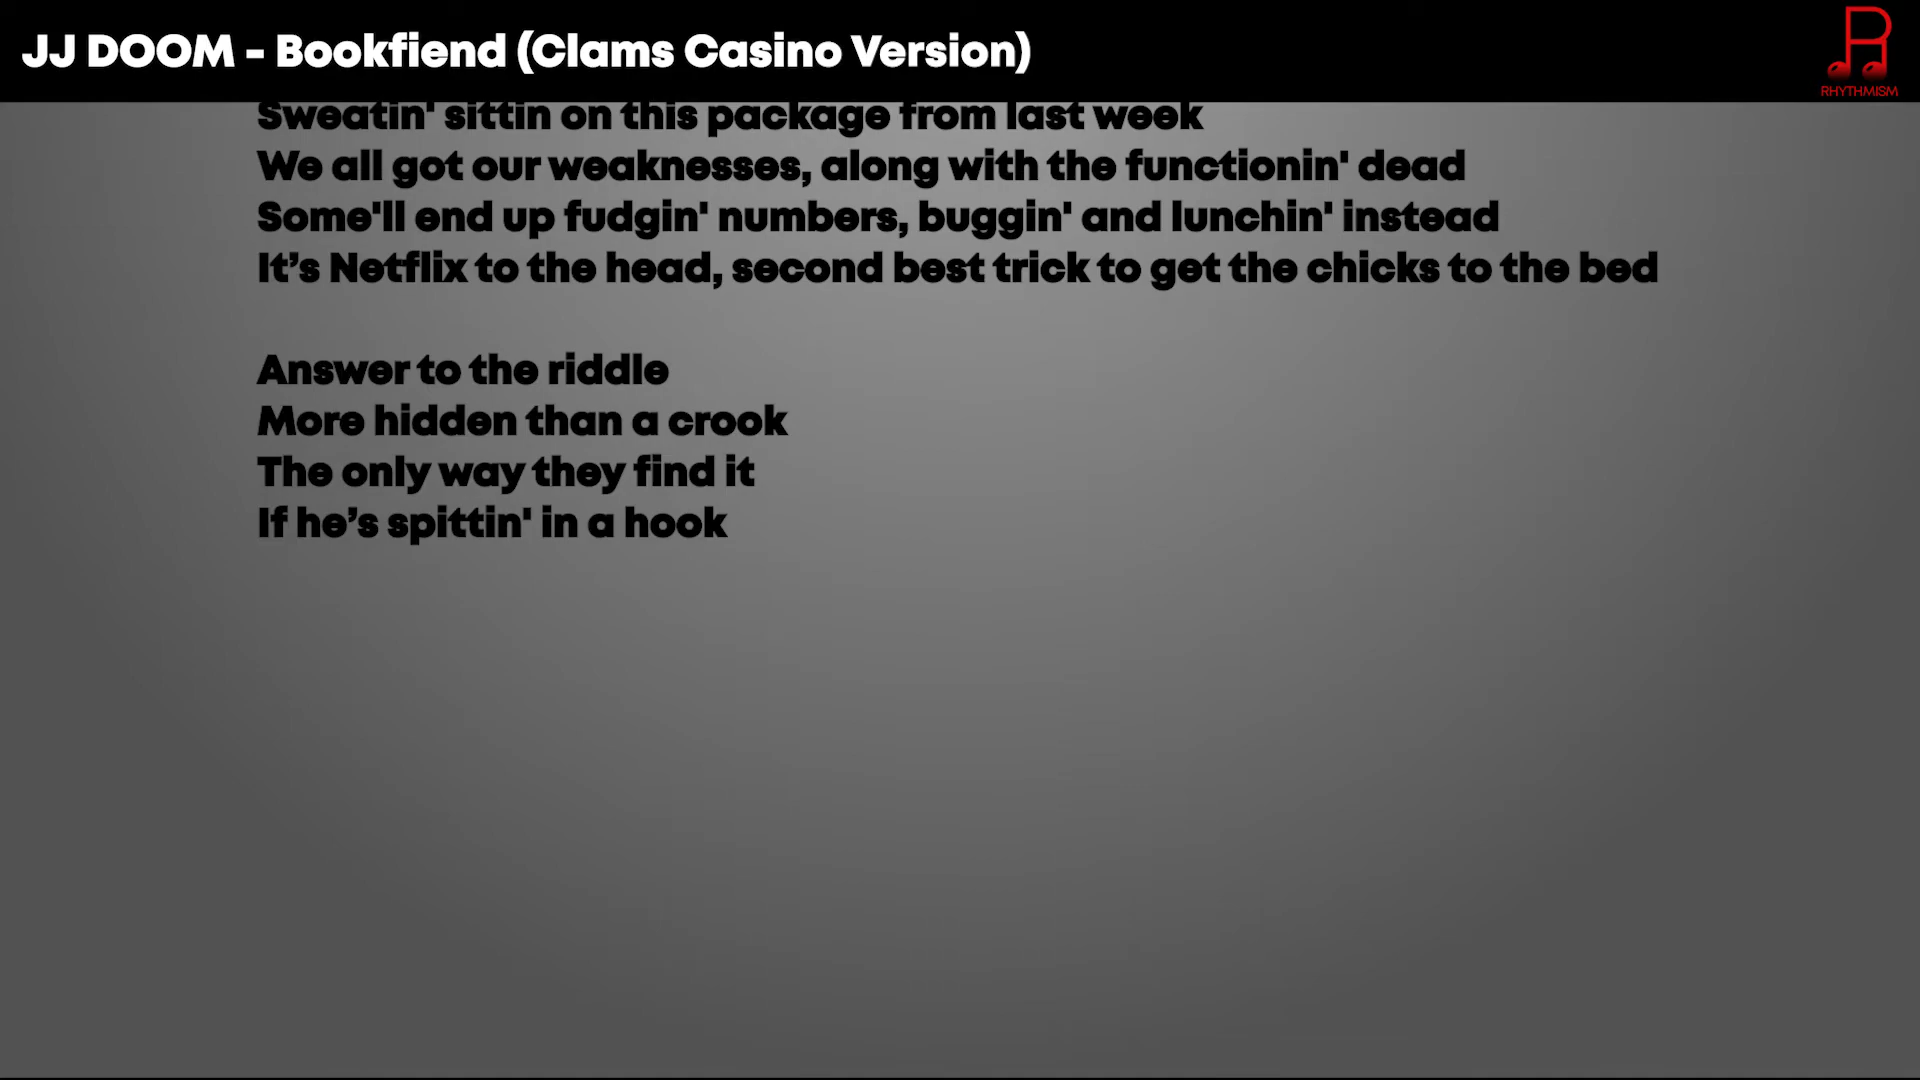 JJ DOOM - Bookfiend (Clams Casino Version)
RHYTHMISM
Sweatin' sittin on this package from last week
We all got our weaknesses, along with the functionin' dead
Some'll end up fudgin' numbers, buggin' and lunchin' instead
It’s Netflix to the head, second best trick to get the chicks to the bed
Answer to the riddle
More hidden than a crook
The only way they find it
If he’s spittin' in a hook